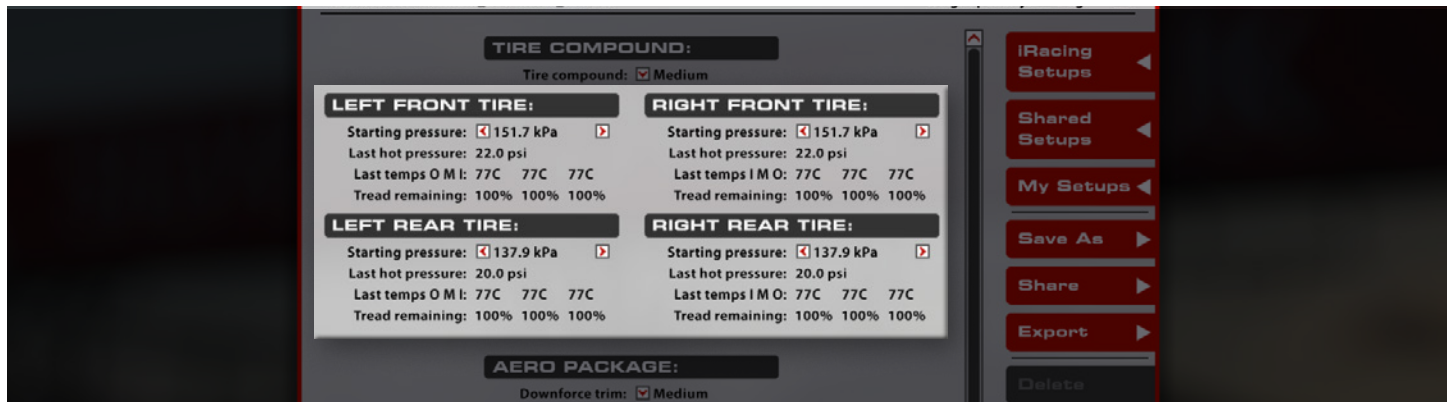 TIRE COMPOUND:
Tire compound: Medium
LEFT FRONT TIRE:
Starting pressure: 151.7 kPa
Last hot pressure: 22.0 psi
Last temps O M I: 77C 77C 77C
Tread remaining: 100% 100% 100%
RIGHT FRONT TIRE:
Starting pressure: 151.7 kPa
Last hot pressure: 22.0 psi
Last temps I M O: 77C 77C 77C
Tread remaining: 100% 100% 100%
LEFT REAR TIRE:
Starting pressure: 137.9 kPa
Last hot pressure: 20.0 psi
Last temps O M I: 77C 77C 77C
Tread remaining: 100% 100% 100%
RIGHT REAR TIRE:
Starting pressure: 137.9 kPa
Last hot pressure: 20.0 psi
Last temps I M O: 77C 77C 77C
Tread remaining: 100% 100% 100%
AERO PACKAGE:
Downforce trim: Medium
iRacing
Setups
Shared
Setups
My Setups
Save As
Share
Export
Delete